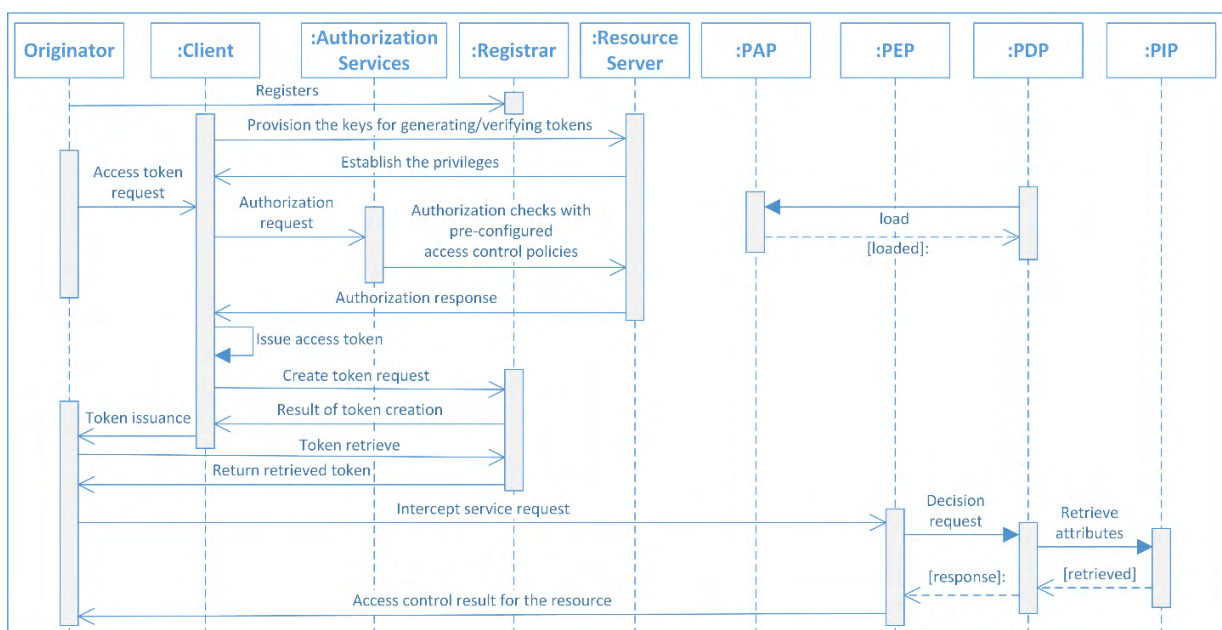 Originator
:Client
:Authorization
Services
:Registrar
:Resource
Server
:PAP
:PEP
:PDP
:PIP
Registers
Provision the keys for generating/verifying tokens
Establish the privileges
Access token
request
Authorization
request
Authorization checks with
pre-configured
access control policies
load
[loaded]:
Authorization response
Issue access token
Create token request
Result of token creation
Token issuance
Token retrieve
Return retrieved token
Intercept service request
Decision
request
Retrieve
attributes
[response]:
[retrieved]
Access control result for the resource